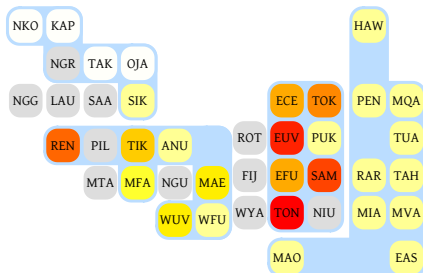 NKO KAP HAW
NGR TAK OJA
NGG LAU SAA SIK ECE TOK PEN MQA
REN PIL TIK ANU ROT EUV PUK TUA
MTA MFA NGU MAE FIJ EFU SAM RAR TAH
WUV WFU WYA TON NIU MIA MVA
MAO EAS